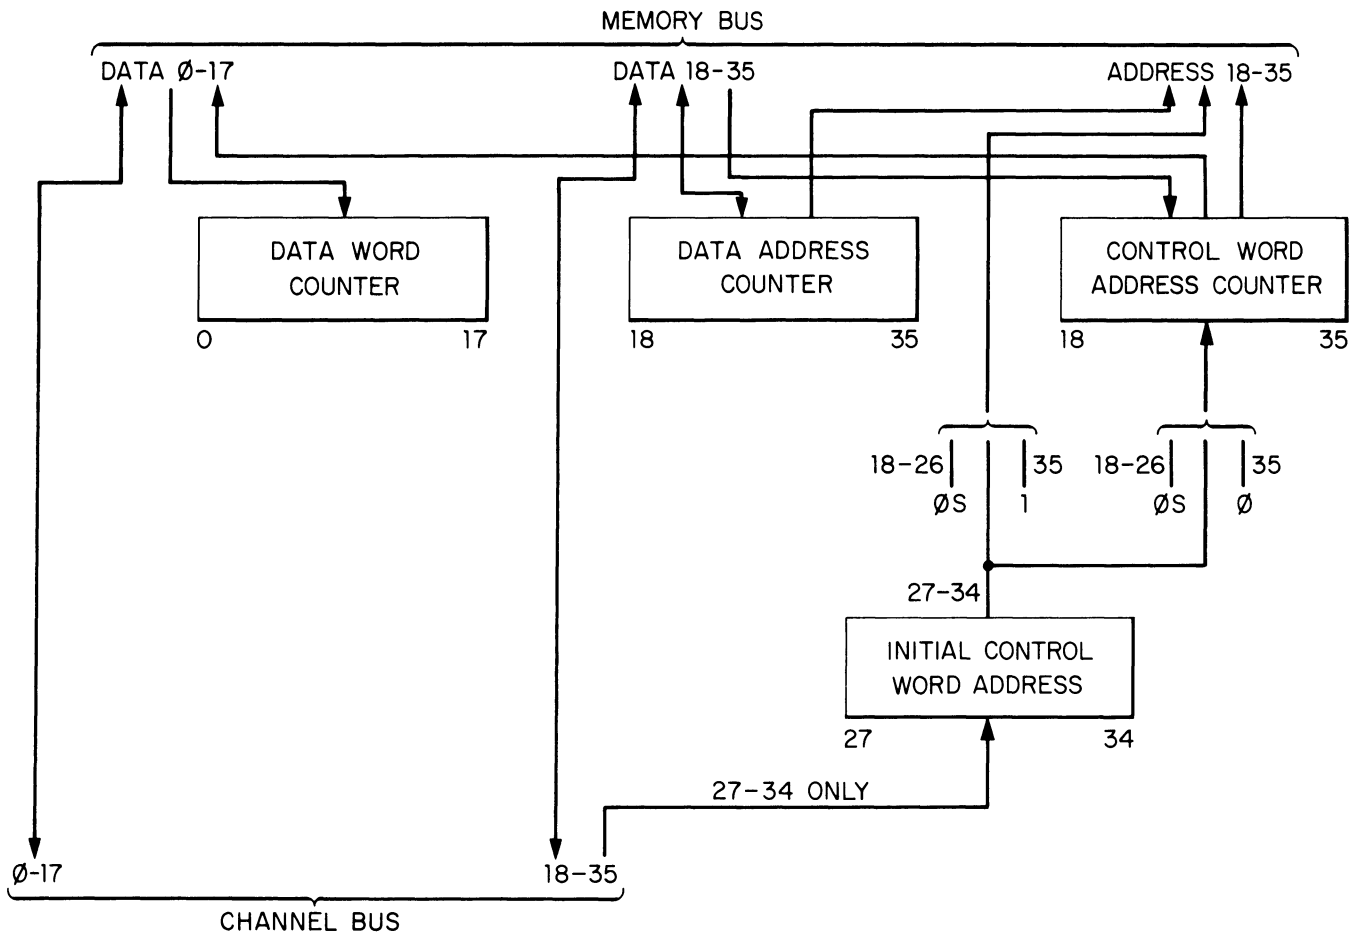 MEMORY BUS
DATA Ø-17
DATA 18-35
ADDRESS 18-35
DATA WORD
COUNTER
0
17
DATA ADDRESS
COUNTER
18
35
CONTROL WORD
ADDRESS COUNTER
18
35
18-26
35
ØS
1
18-26
35
ØS
Ø
27-34
INITIAL CONTROL
WORD ADDRESS
27
34
27-34 ONLY
Ø-17
18-35
CHANNEL BUS